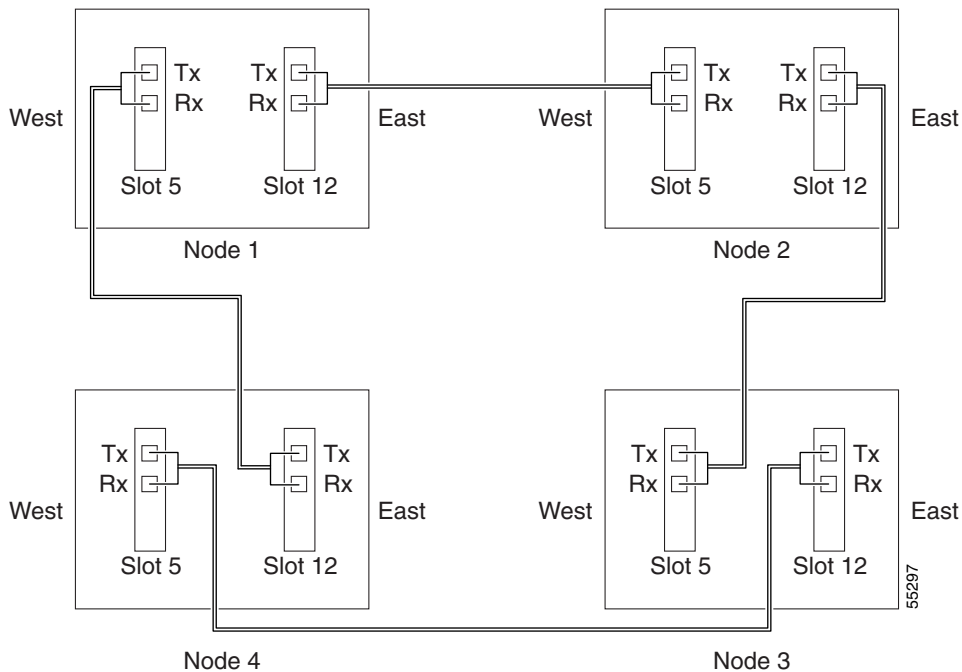 Tx Tx Tx Tx
Rx Rx Rx Rx
West East West East
Slot 5 Slot 12 Slot 5 Slot 12
Node 1 Node 2
Tx Tx Tx Tx
Rx Rx Rx Rx
West East West East
Slot 5 Slot 12 Slot 5 Slot 12
55297
Node 4 Node 3